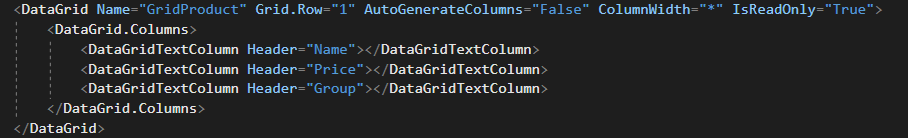 <DataGrid Name="GridProduct" Grid.Row="1" AutoGenerateColumns="False" ColumnWidth="*" IsReadOnly="True">
<DataGrid.Columns>
<DataGridTextColumn Header="Name"></DataGridTextColumn>
<DataGridTextColumn Header="Price"></DataGridTextColumn>
<DataGridTextColumn Header="Group"></DataGridTextColumn>
</DataGrid.Columns>
</DataGrid>